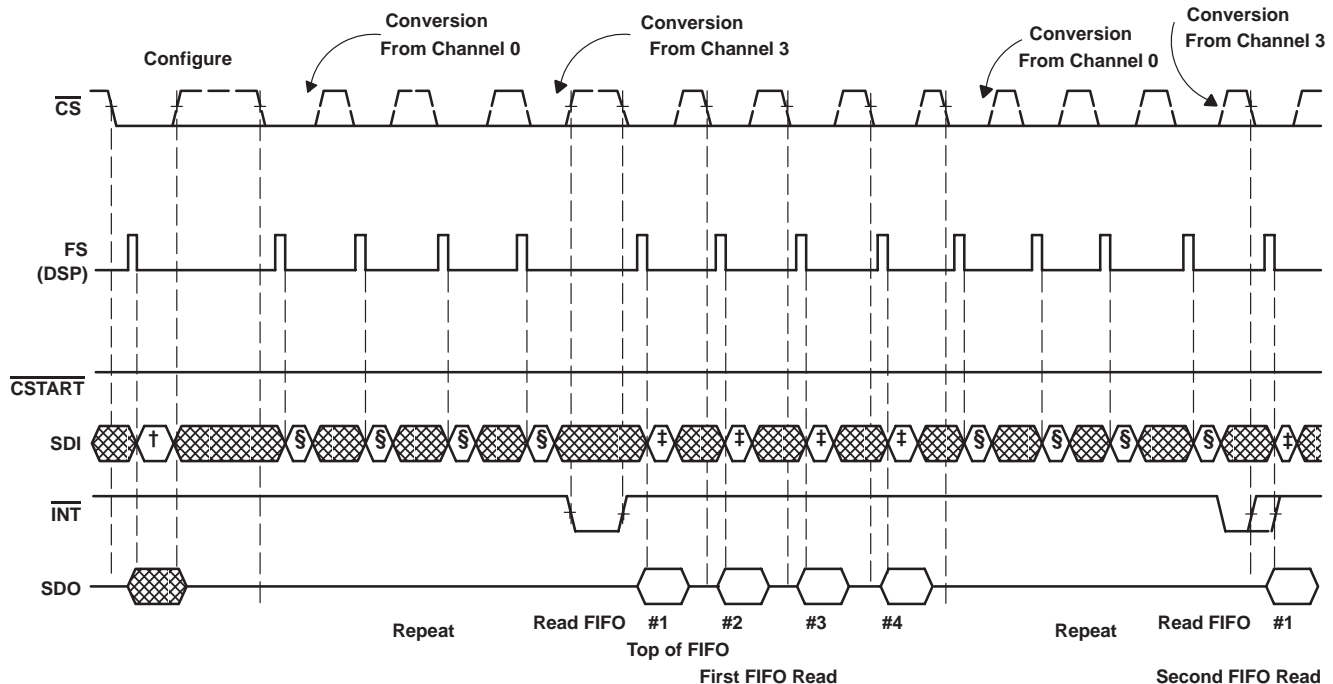 Conversion
From Channel 0
Conversion
From Channel 3
Conversion
From Channel 0
Conversion
From Channel 3
Configure
CS
FS
(DSP)
CSTART
SDI
† § § § § ‡ ‡ ‡ ‡ § § § § ‡
INT
SDO
Repeat
Read FIFO #1 #2 #3 #4
Top of FIFO
First FIFO Read
Repeat
Read FIFO #1
Second FIFO Read